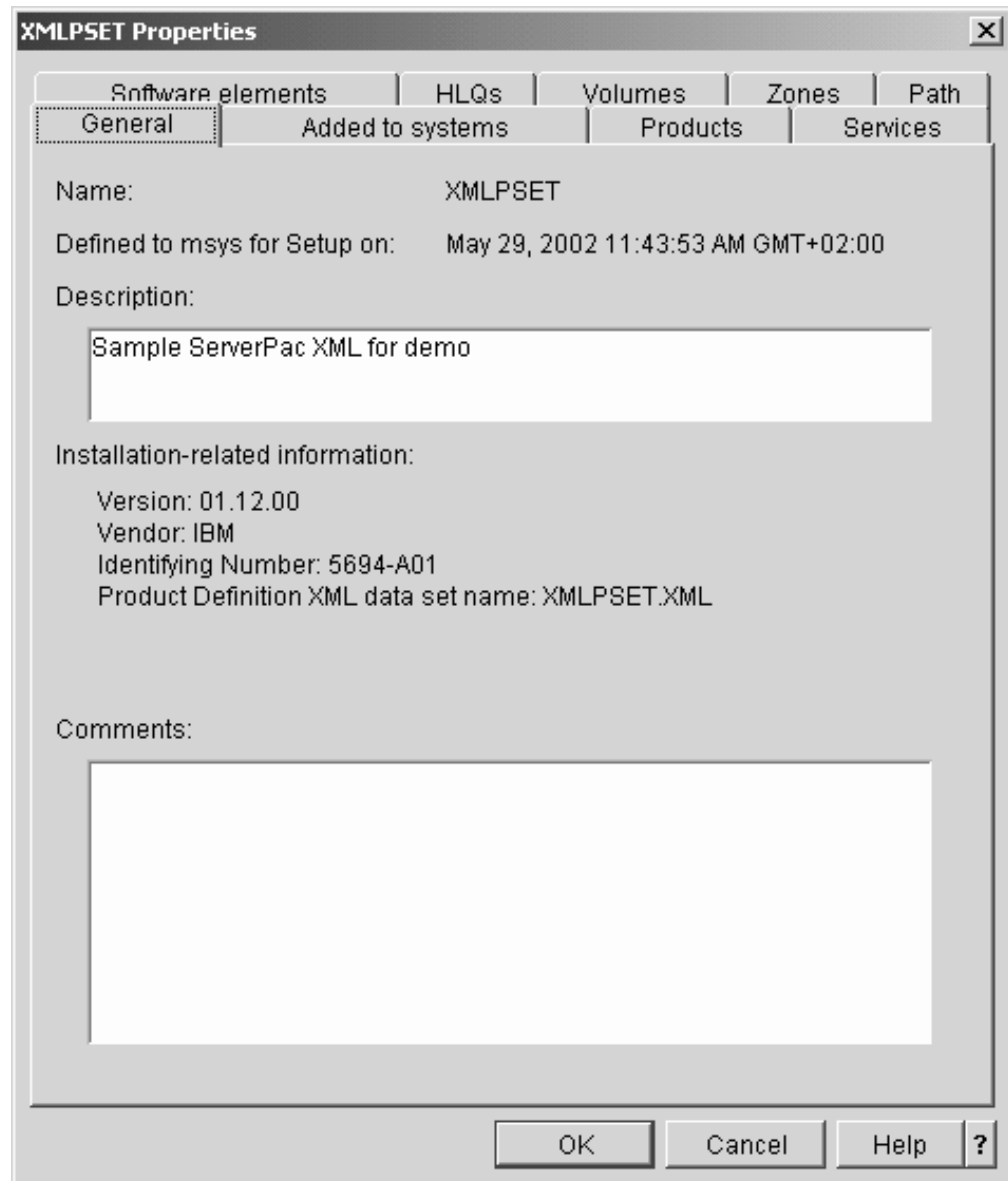 XMLPSET Properties
Software elements HLQs Volumes Zones Path
General Added to systems Products Services
Name: XMLPSET
Defined to msys for Setup on: May 29, 2002 11:43:53 AM GMT+02:00
Description:
Sample ServerPac XML for demo
Installation-related information:
Version: 01.12.00
Vendor: IBM
Identifying Number: 5694-A01
Product Definition XML data set name: XMLPSET.XML
Comments:
OK Cancel Help ?